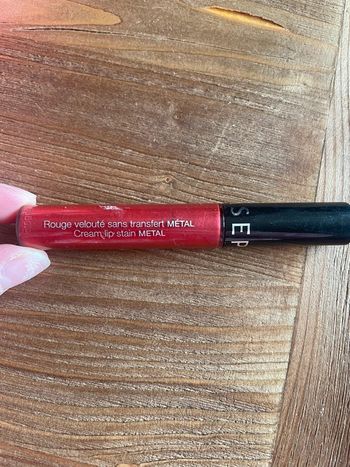 Rouge velouté sans transfert MÉTAL
Cream lip stain METAL
SEP